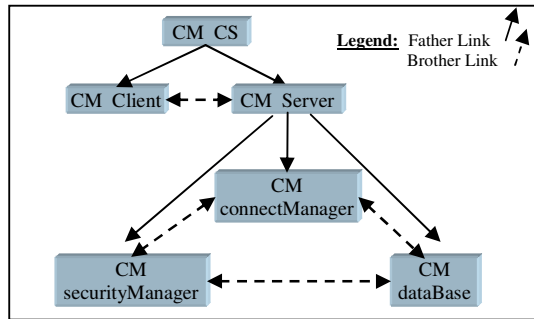 CM CS
Legend: Father Link
Brother Link
CM Client
CM Server
CM
connectManager
CM
securityManager
CM
dataBase